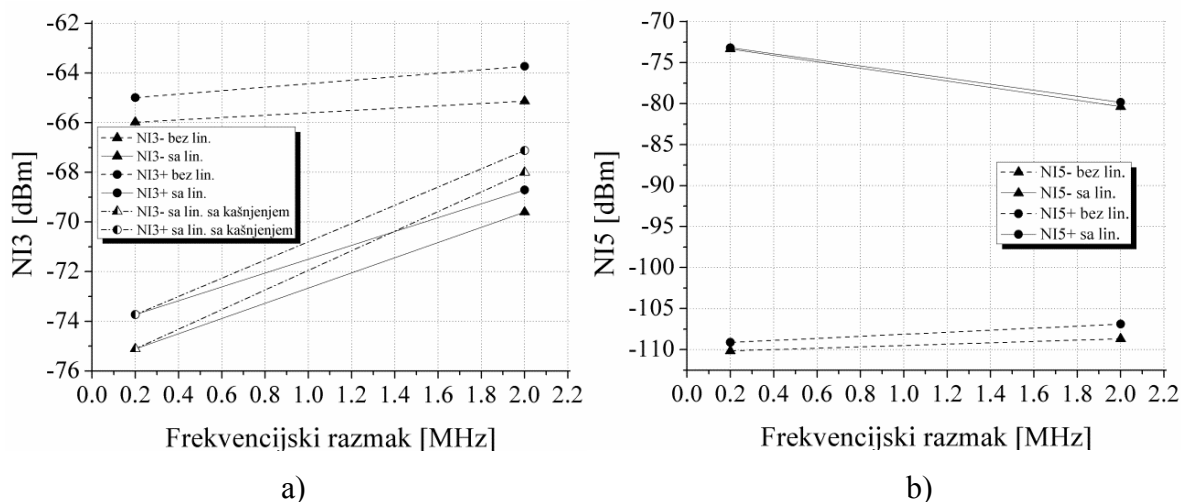 -62
-64
-66
-68
-70
-72
-74
-76
NI3 [dBm]
NI3- bez lin.
NI3- sa lin.
NI3+ bez lin.
NI3+ sa lin.
NI3- sa lin. sa kašnjenjem
NI3+ sa lin. sa kašnjenjem
0.0 0.2 0.4 0.6 0.8 1.0 1.2 1.4 1.6 1.8 2.0 2.2
Frekvencijski razmak [MHz]
a)
-70
-75
-80
-85
-90
-95
-100
-105
-110
NI5 [dBm]
NI5- bez lin.
NI5- sa lin.
NI5+ bez lin.
NI5+ sa lin.
0.0 0.2 0.4 0.6 0.8 1.0 1.2 1.4 1.6 1.8 2.0 2.2
Frekvencijski razmak [MHz]
b)